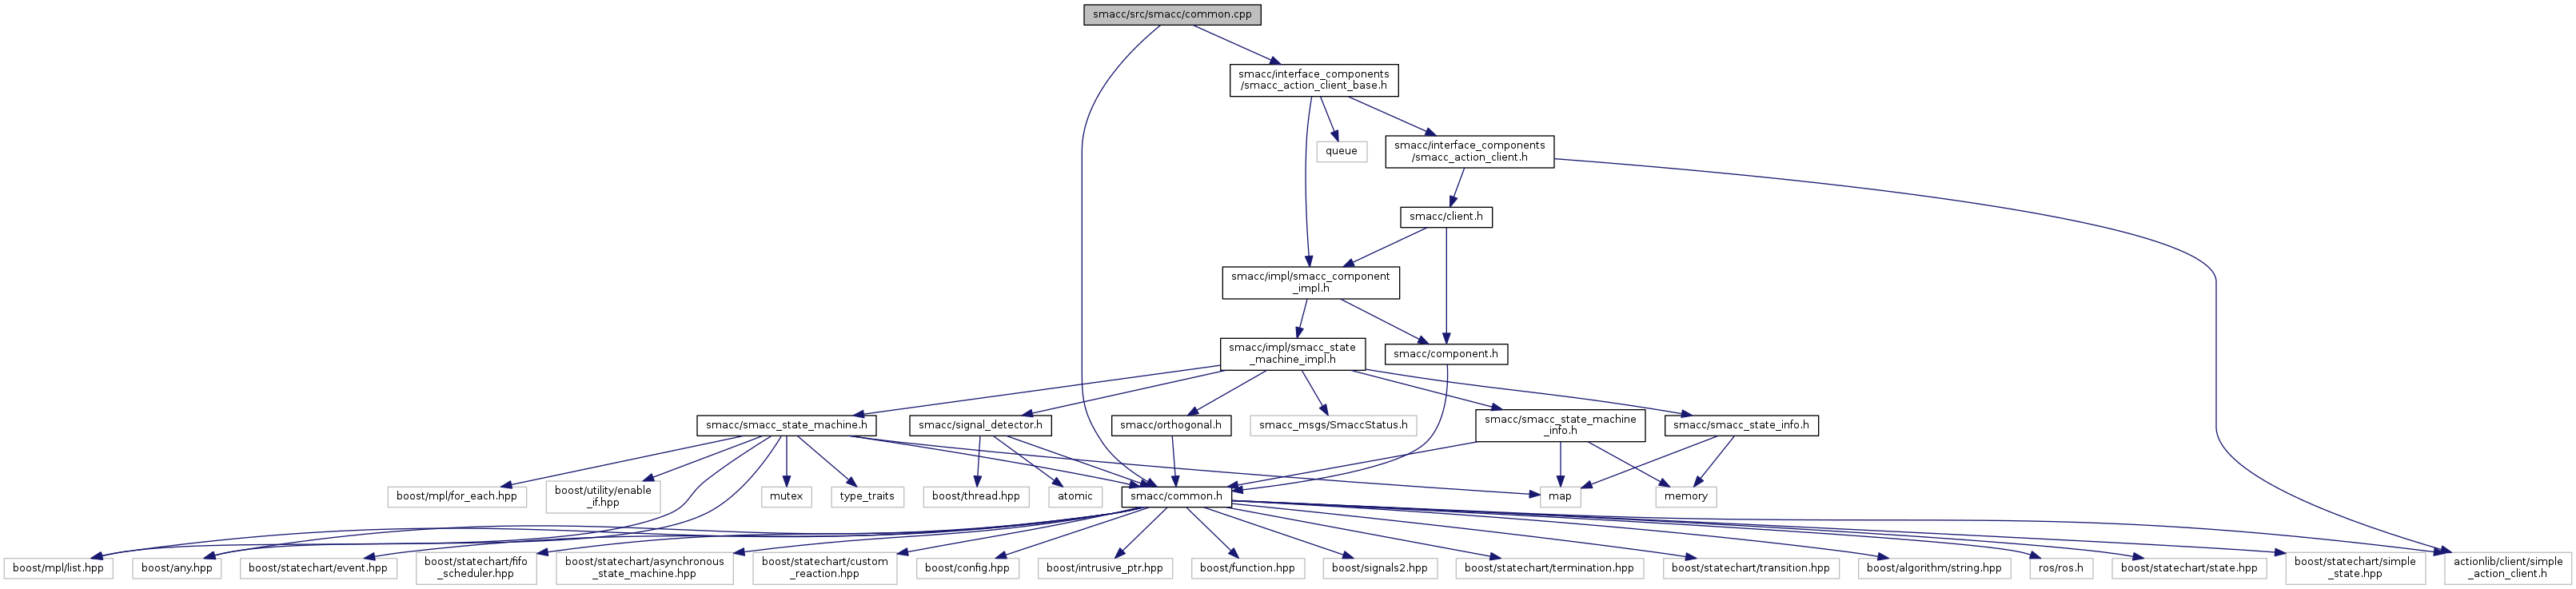 smacc/src/smacc/common.cpp
smacc/interface_components
/smacc_action_client_base.h
queue
smacc/interface_components
/smacc_action_client.h
smacc/client.h
smacc/impl/smacc_component
_impl.h
smacc/impl/smacc_state
_machine_impl.h
smacc/component.h
smacc/smacc_state_machine.h
smacc/signal_detector.h
smacc/orthogonal.h
smacc_msgs/SmaccStatus.h
smacc/smacc_state_machine
_info.h
smacc/smacc_state_info.h
boost/mpl/for_each.hpp
boost/utility/enable
_if.hpp
mutex
type_traits
boost/thread.hpp
atomic
smacc/common.h
map
memory
boost/mpl/list.hpp
boost/any.hpp
boost/statechart/event.hpp
boost/statechart/fifo
_scheduler.hpp
boost/statechart/asynchronous
_state_machine.hpp
boost/statechart/custom
_reaction.hpp
boost/config.hpp
boost/intrusive_ptr.hpp
boost/function.hpp
boost/signals2.hpp
boost/statechart/termination.hpp
boost/statechart/transition.hpp
boost/algorithm/string.hpp
ros/ros.h
boost/statechart/state.hpp
boost/statechart/simple
_state.hpp
actionlib/client/simple
_action_client.h